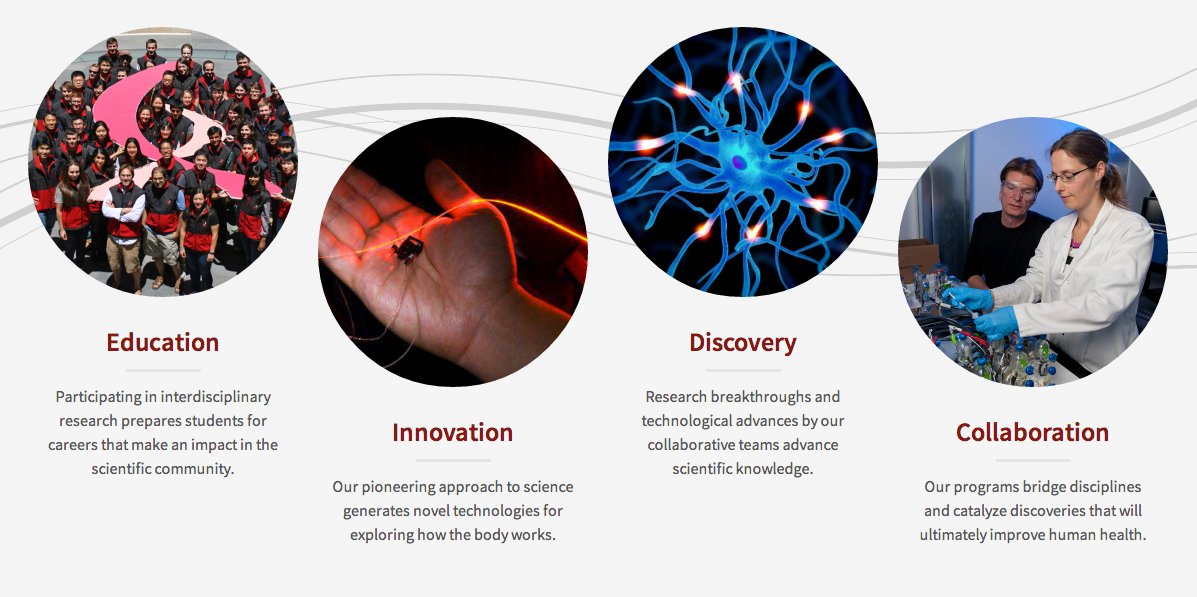 Education
Participating in interdisciplinary
research prepares students for
careers that make an impact in the
scientific community.
Innovation
Our pioneering approach to science
generates novel technologies for
exploring how the body works.
Discovery
Research breakthroughs and
technological advances by our
collaborative teams advance
scientific knowledge.
Collaboration
Our programs bridge disciplines
and catalyze discoveries that will
ultimately improve human health.